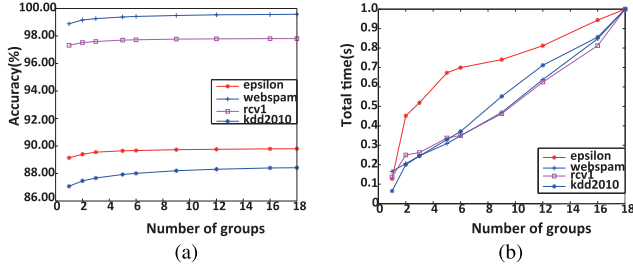 100.00
98.00
96.00
94.00
92.00
90.00
88.00
86.00
Accuracy(%)
epsilon
webspam
rcv1
kdd2010
0 2 4 6 8 10 12 14 16 18
Number of groups
(a)
1.0
0.9
0.8
0.7
0.6
0.5
0.4
0.3
0.2
0.1
0
Total time(s)
epsilon
webspam
rcv1
kdd2010
0 2 4 6 8 10 12 14 16 18
Number of groups
(b)